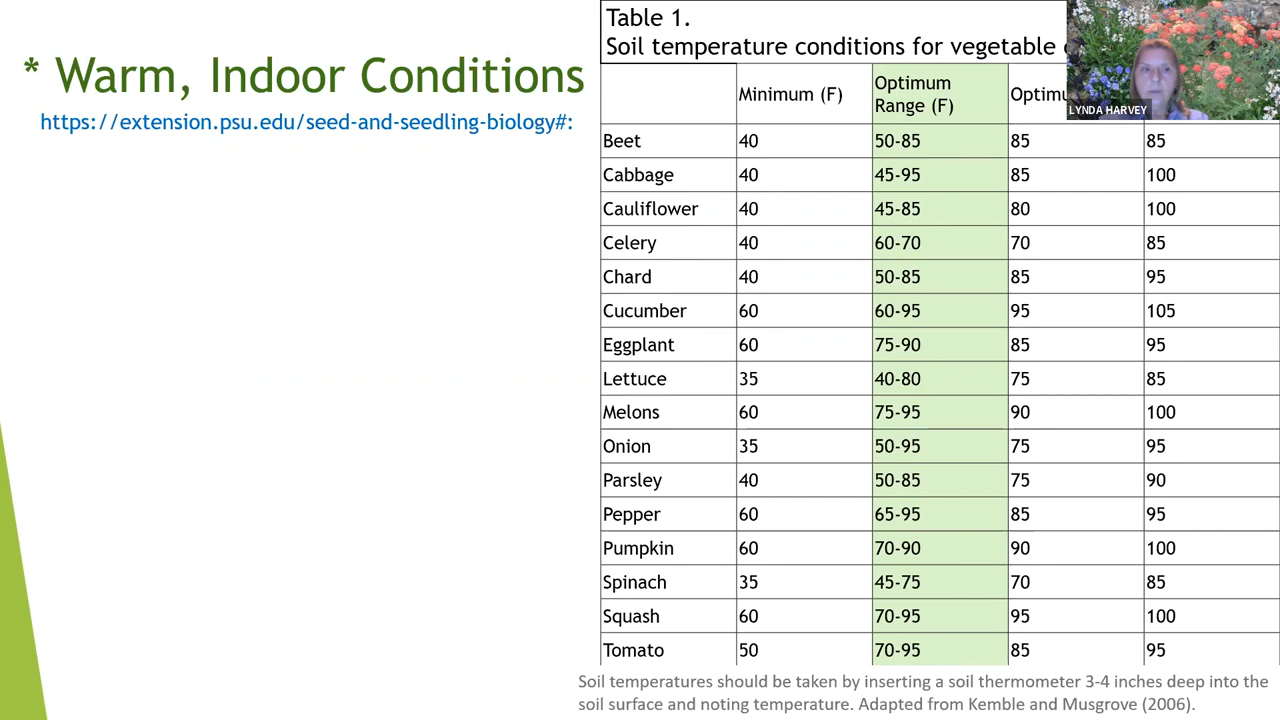 * Warm, Indoor Conditions
https://extension.psu.edu/seed-and-seedling-biology#:
Table 1.
Soil temperature conditions for vegetable
Minimum (F) Optimum Range (F)
LYNDA HARVEY
Beet 40 50-85 85 85
Cabbage 40 45-95 85 100
Cauliflower 40 45-85 80 100
Celery 40 60-70 70 85
Chard 40 50-85 85 95
Cucumber 60 60-95 95 105
Eggplant 60 75-90 85 95
Lettuce 35 40-80 75 85
Melons 60 75-95 90 100
Onion 35 50-95 75 95
Parsley 40 50-85 75 90
Pepper 60 65-95 85 95
Pumpkin 60 70-90 90 100
Spinach 35 45-75 70 85
Squash 60 70-95 95 100
Tomato 50 70-95 85 95
Soil temperatures should be taken by inserting a soil thermometer 3-4 inches deep into the
soil surface and noting temperature. Adapted from Kemble and Musgrove (2006).